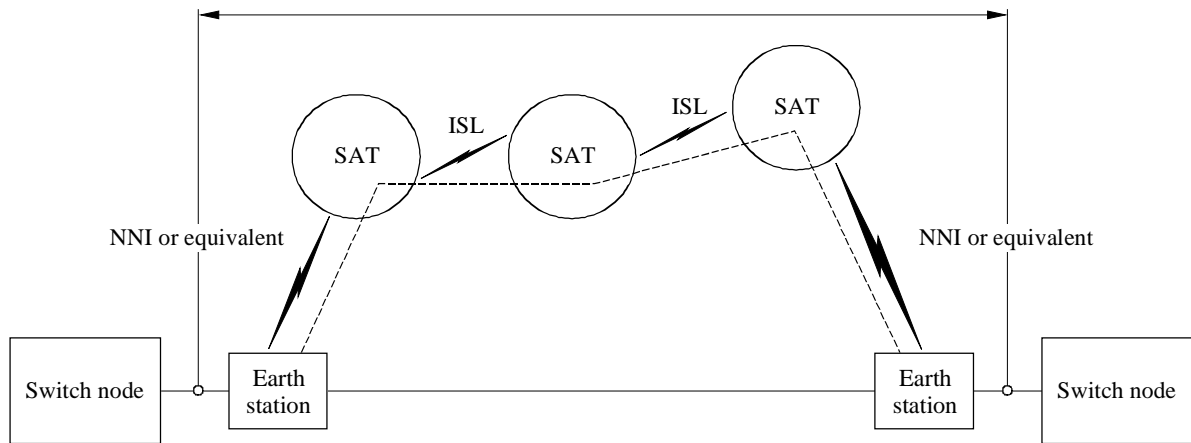 SAT
ISL
SAT
ISL
SAT
NNI or equivalent
NNI or equivalent
Switch node
Earth
station
Earth
station
Switch node